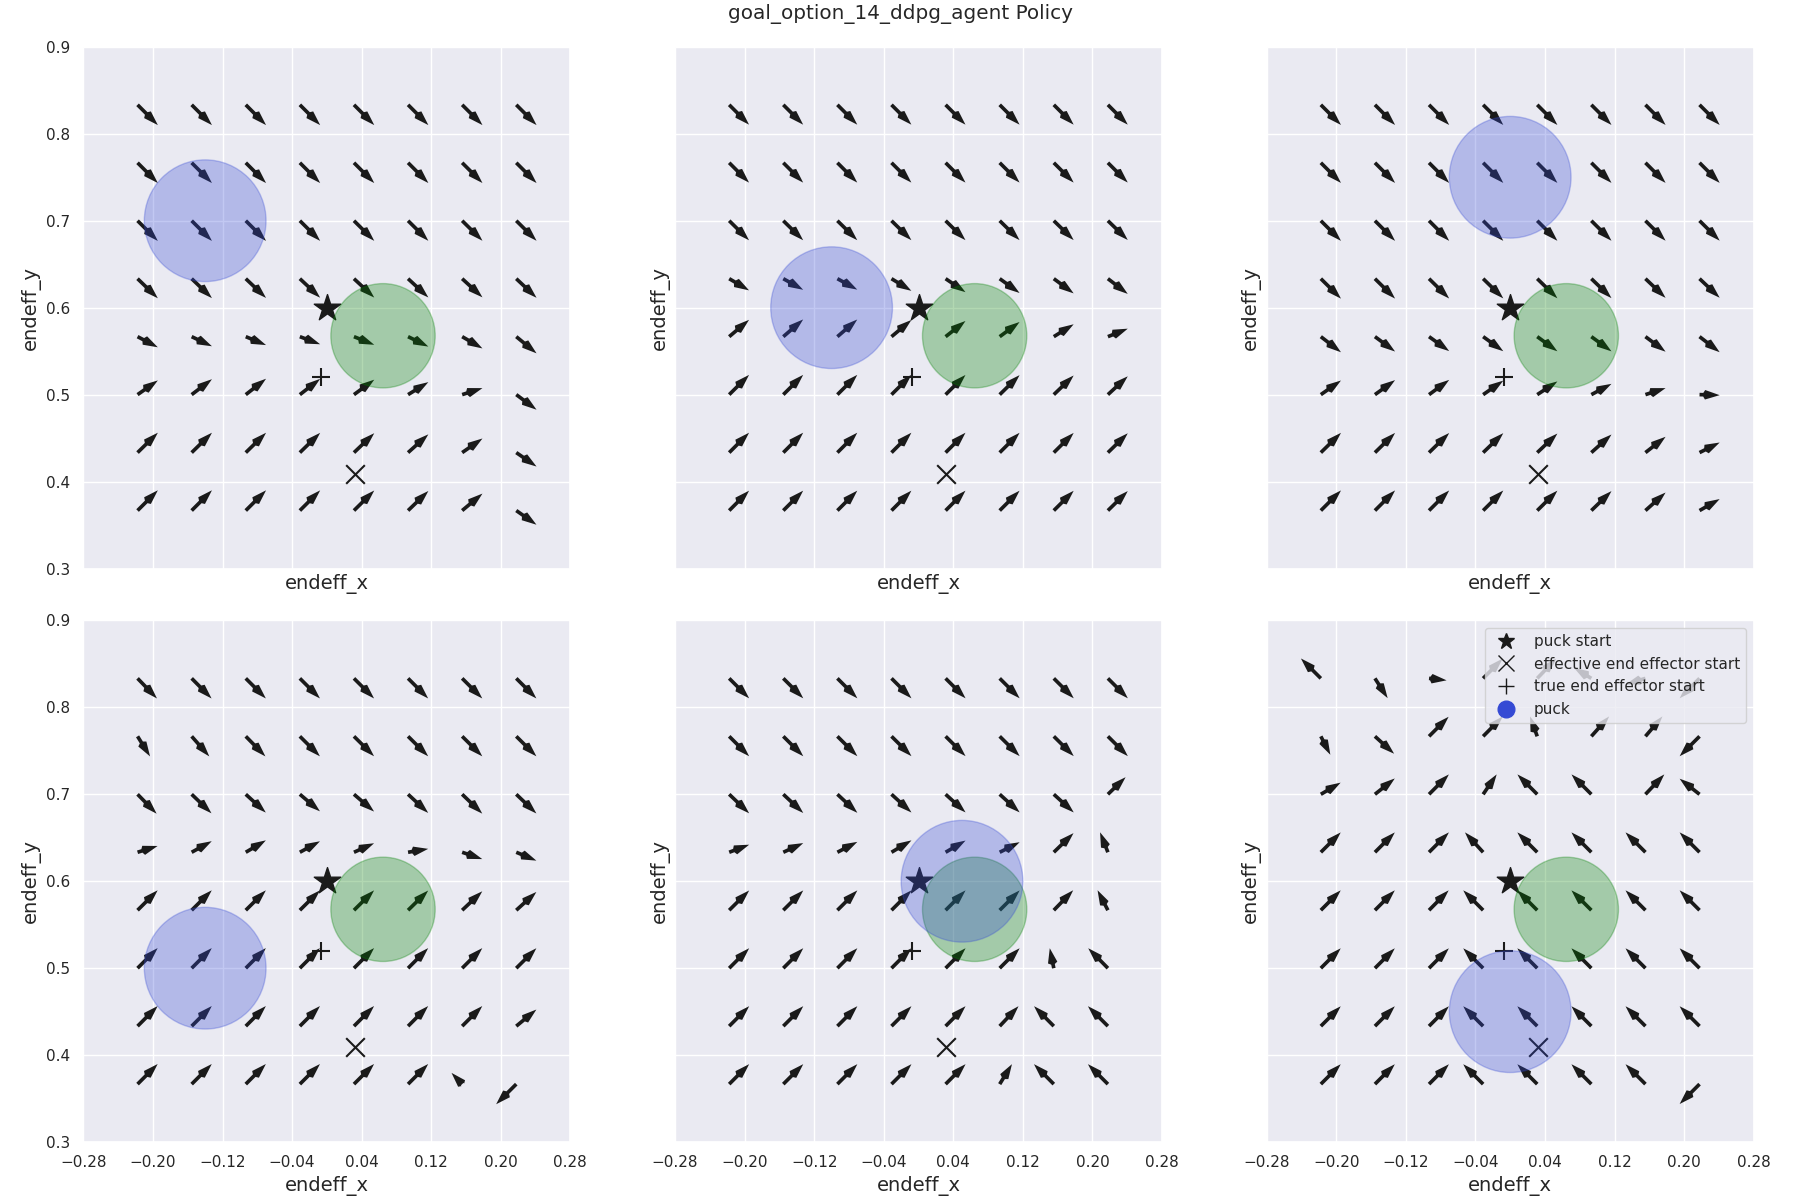 goal_option_14_ddpg_agent Policy
0.9
0.8
0.7
0.6
0.5
0.4
0.3
endeff_y
endeff_x
endeff_y
endeff_x
endeff_y
endeff_x
0.9
0.8
0.7
0.6
0.5
0.4
0.3
endeff_y
−0.28 −0.20 −0.12 −0.04 0.04 0.12 0.20 0.28
endeff_x
endeff_y
−0.28 −0.20 −0.12 −0.04 0.04 0.12 0.20 0.28
endeff_x
puck start
effective end effector start
true end effector start
puck
endeff_y
−0.28 −0.20 −0.12 −0.04 0.04 0.12 0.20 0.28
endeff_x